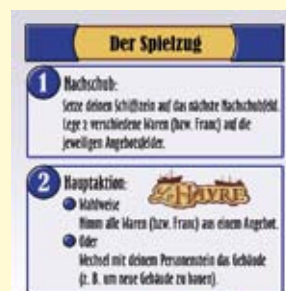 Der Spielzug
1 Nachschub:
Setze deinen Schiffstein auf das nächste Nachschubfeld.
Lege 2 verschiedene Waren (bzw. Franc) auf die
jeweiligen Angebotsfelder.
2 Hauptaktion:
Le HAVRE
Wahlweise
Nimm alle Waren (bzw. Franc) aus einem Angebot.
Oder
Wechsel mit deinem Personenstein das Gebäude
(z. B. um neue Gebäude zu bauen).